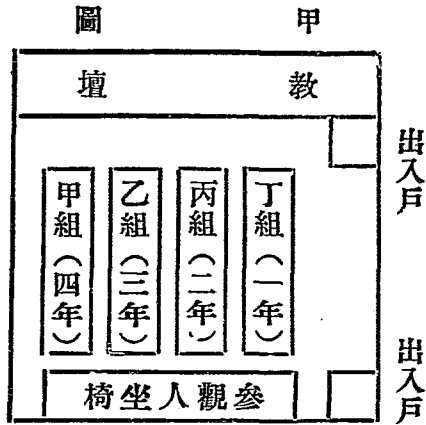 甲圖
教壇
出入戶
丁組（一年）
丙組（二年）
乙組（三年）
甲組（四年）
出入戶
參觀人坐椅